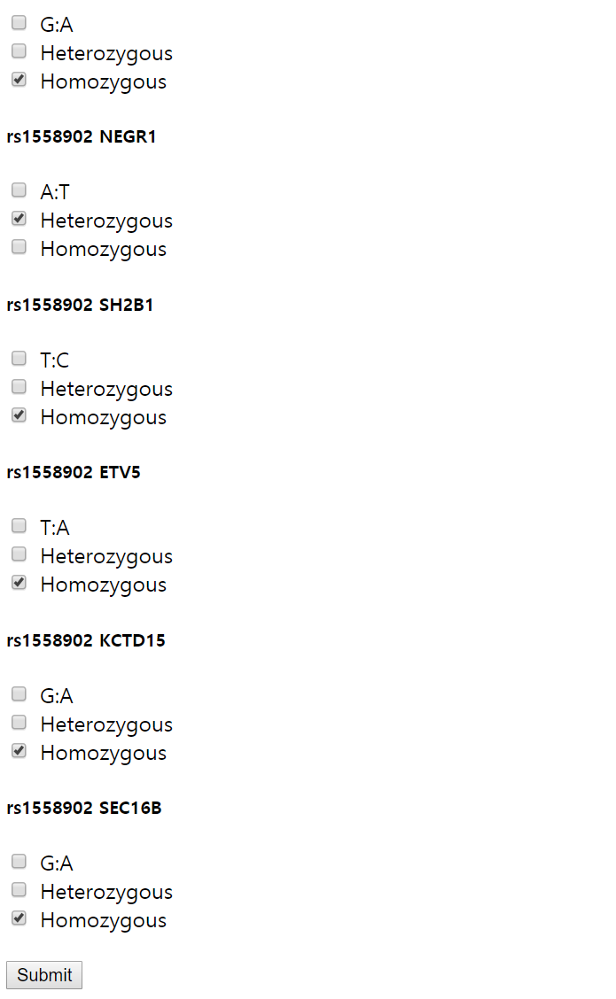 G:A
Heterozygous
Homozygous
rs1558902 NEGR1
A:T
Heterozygous
Homozygous
rs1558902 SH2B1
T:C
Heterozygous
Homozygous
rs1558902 ETV5
T:A
Heterozygous
Homozygous
rs1558902 KCTD15
G:A
Heterozygous
Homozygous
rs1558902 SEC16B
G:A
Heterozygous
Homozygous
Submit